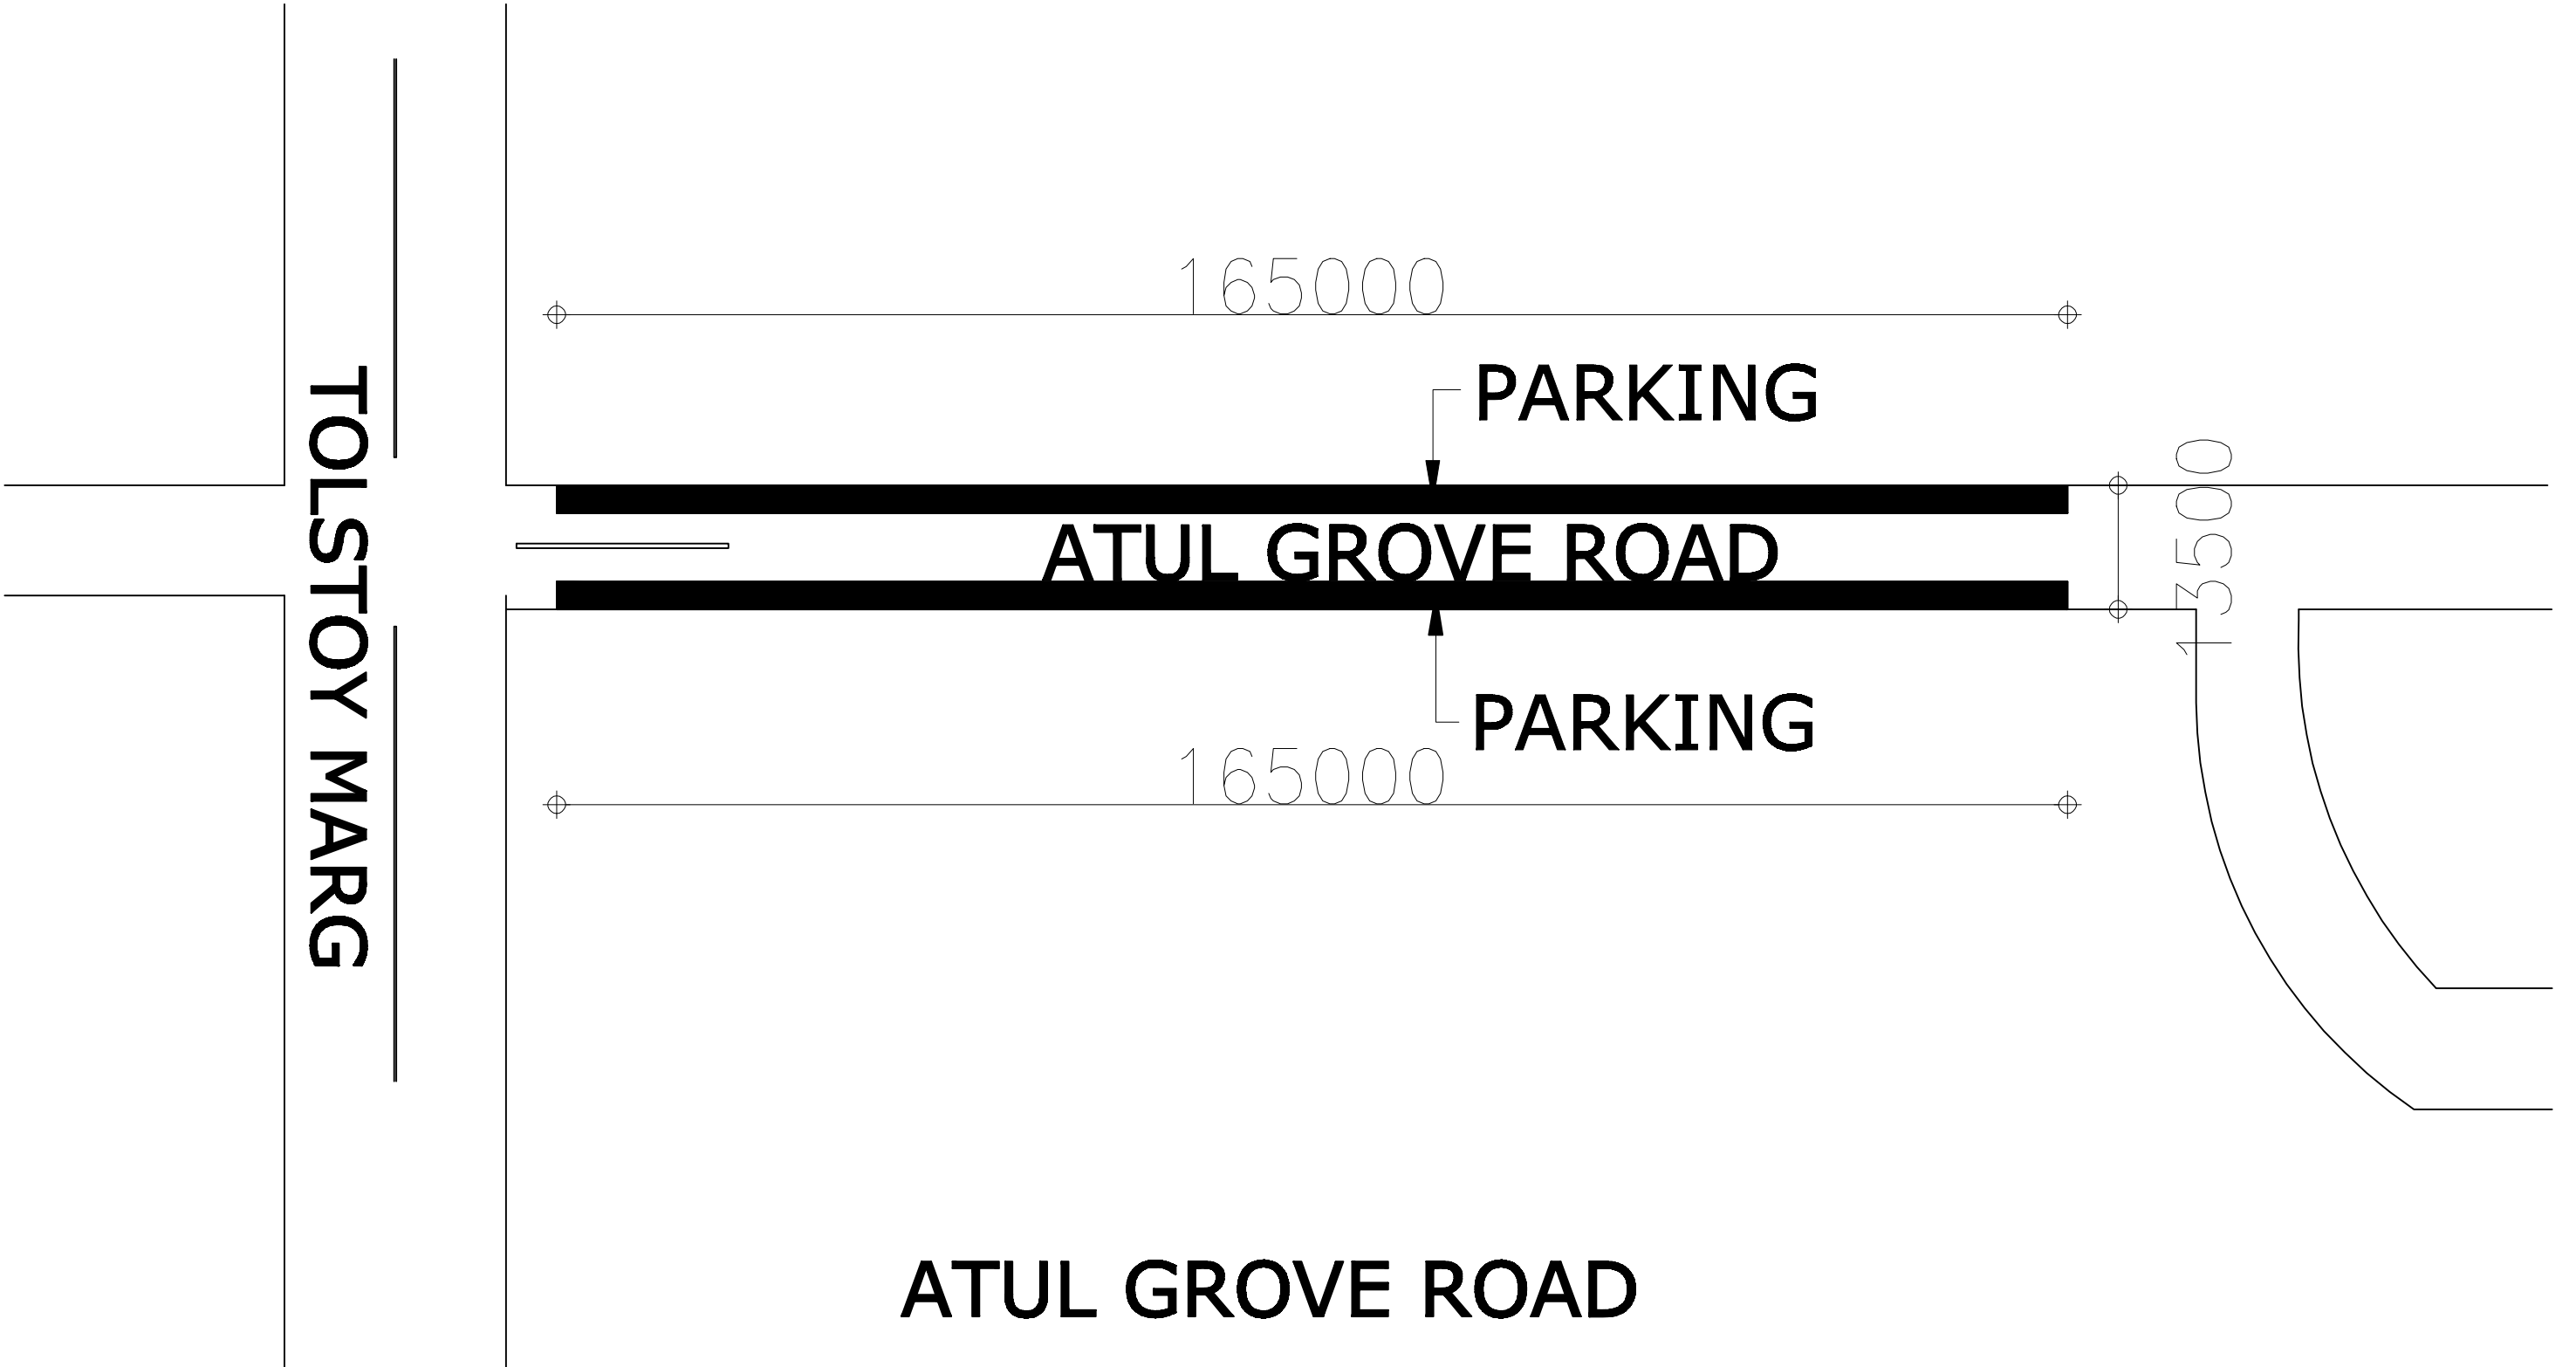 165000
PARKING
TOLSTOY MARG
ATUL GROVE ROAD
13500
PARKING
165000
ATUL GROVE ROAD